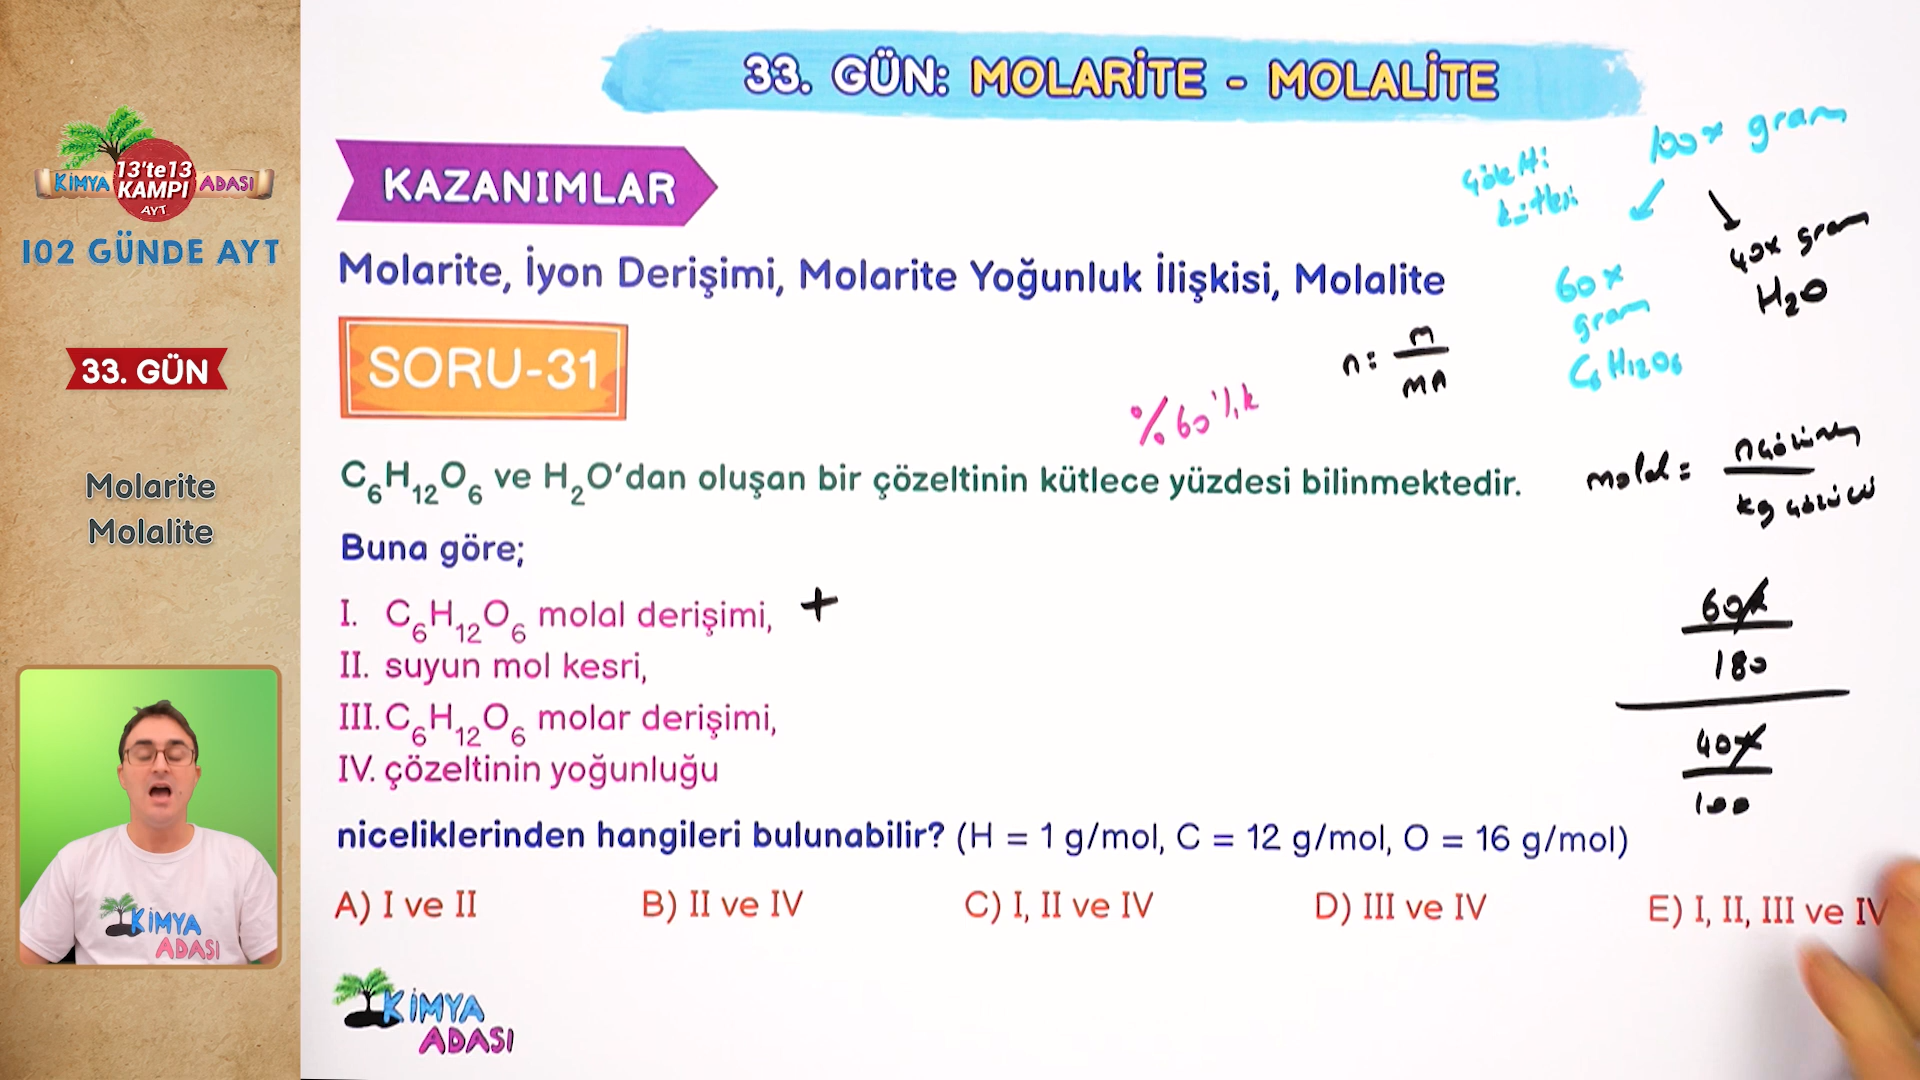 33. GÜN: MOLARİTE - MOLALİTE
13'te13
KİMYA KAMPI ADASI
AYT
102 GÜNDE AYT
33. GÜN
Molarite
Molalite
KAZANIMLAR
Molarite, İyon Derişimi, Molarite Yoğunluk İlişkisi, Molalite
100x gram
40x gram
H₂O
60x
gram
C₆H₁₂O₆
SORU-31
n = m
MA
%60'lık
C₆H₁₂O₆ ve H₂O'dan oluşan bir çözeltinin kütlece yüzdesi bilinmektedir.
molal = n çözünen
kg çözücü
Buna göre;
I. C₆H₁₂O₆ molal derişimi, +
II. suyun mol kesri,
III. C₆H₁₂O₆ molar derişimi,
IV. çözeltinin yoğunluğu
60x
180
40x
100
niceliklerinden hangileri bulunabilir? (H = 1 g/mol, C = 12 g/mol, O = 16 g/mol)
A) I ve II B) II ve IV C) I, II ve IV D) III ve IV E) I, II, III ve IV
KİMYA
ADASI
KİMYA
ADASI